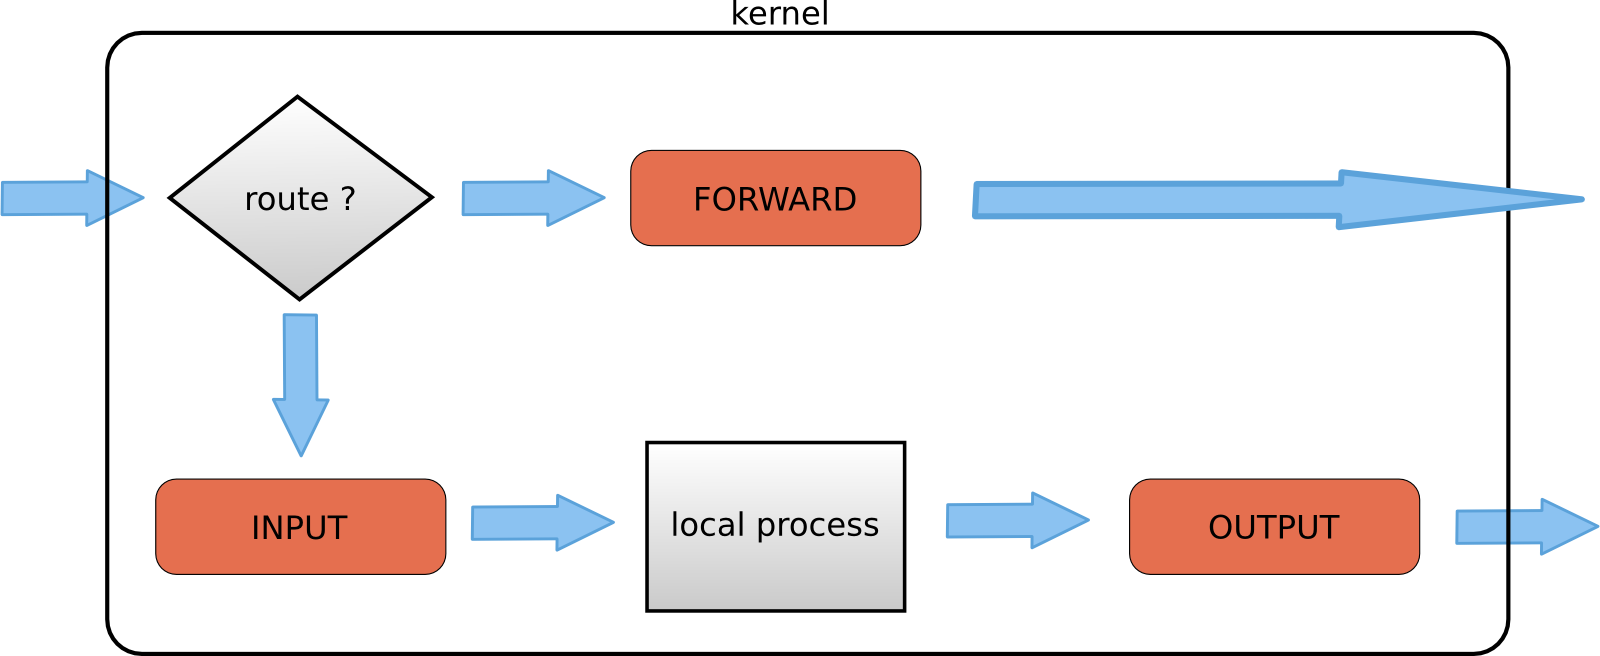 kernel
route ?
FORWARD
INPUT
local process
OUTPUT